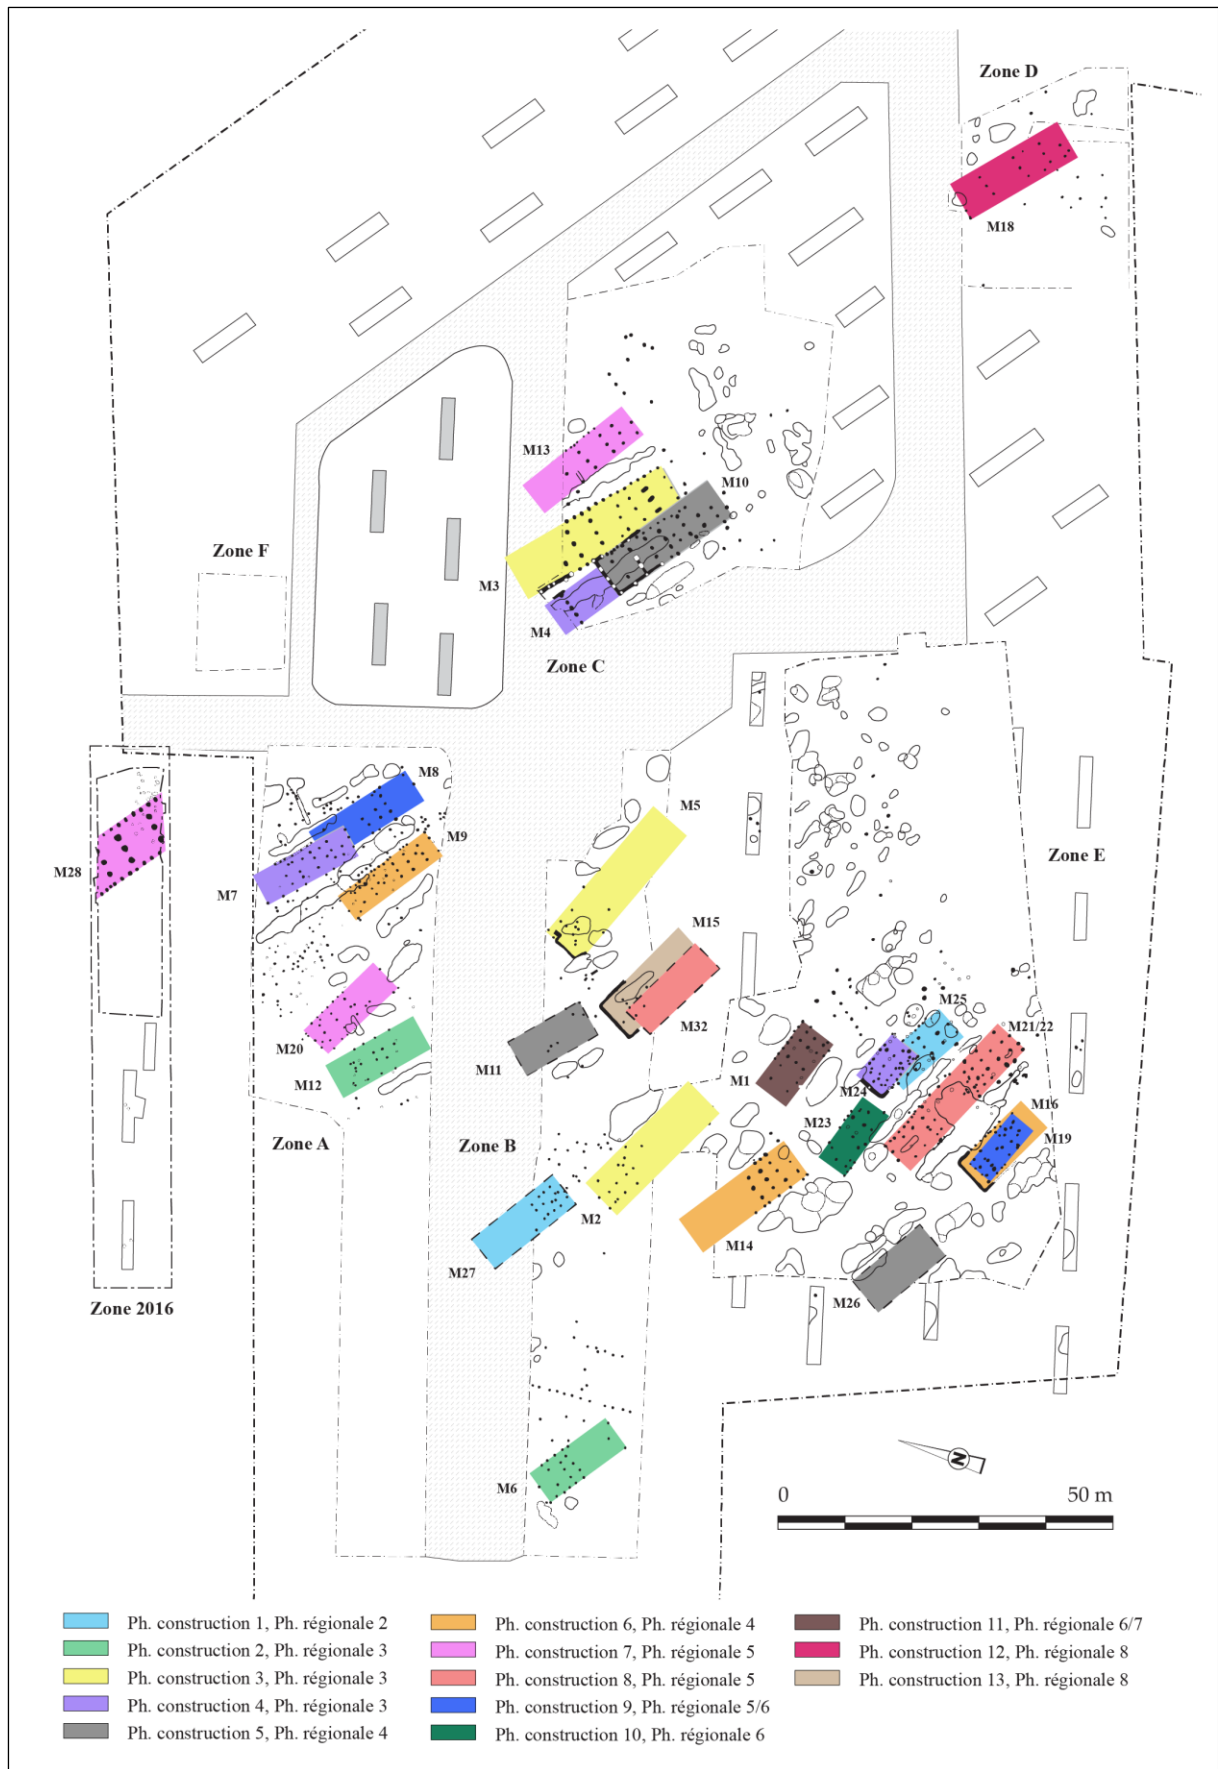 Zone D
M18
M13
M10
Zone F
M3
M4
Zone C
M8
M5
M9
Zone E
M28
M7
M15
M25
M21/22
M32
M20
M11
M1
M24
M12
M16
M23
M19
Zone A
Zone B
M2
M14
M27
M26
Zone 2016
N
M6
0 50 m
Ph. construction 1, Ph. régionale 2
Ph. construction 2, Ph. régionale 3
Ph. construction 3, Ph. régionale 3
Ph. construction 4, Ph. régionale 3
Ph. construction 5, Ph. régionale 4
Ph. construction 6, Ph. régionale 4
Ph. construction 7, Ph. régionale 5
Ph. construction 8, Ph. régionale 5
Ph. construction 9, Ph. régionale 5/6
Ph. construction 10, Ph. régionale 6
Ph. construction 11, Ph. régionale 6/7
Ph. construction 12, Ph. régionale 8
Ph. construction 13, Ph. régionale 8